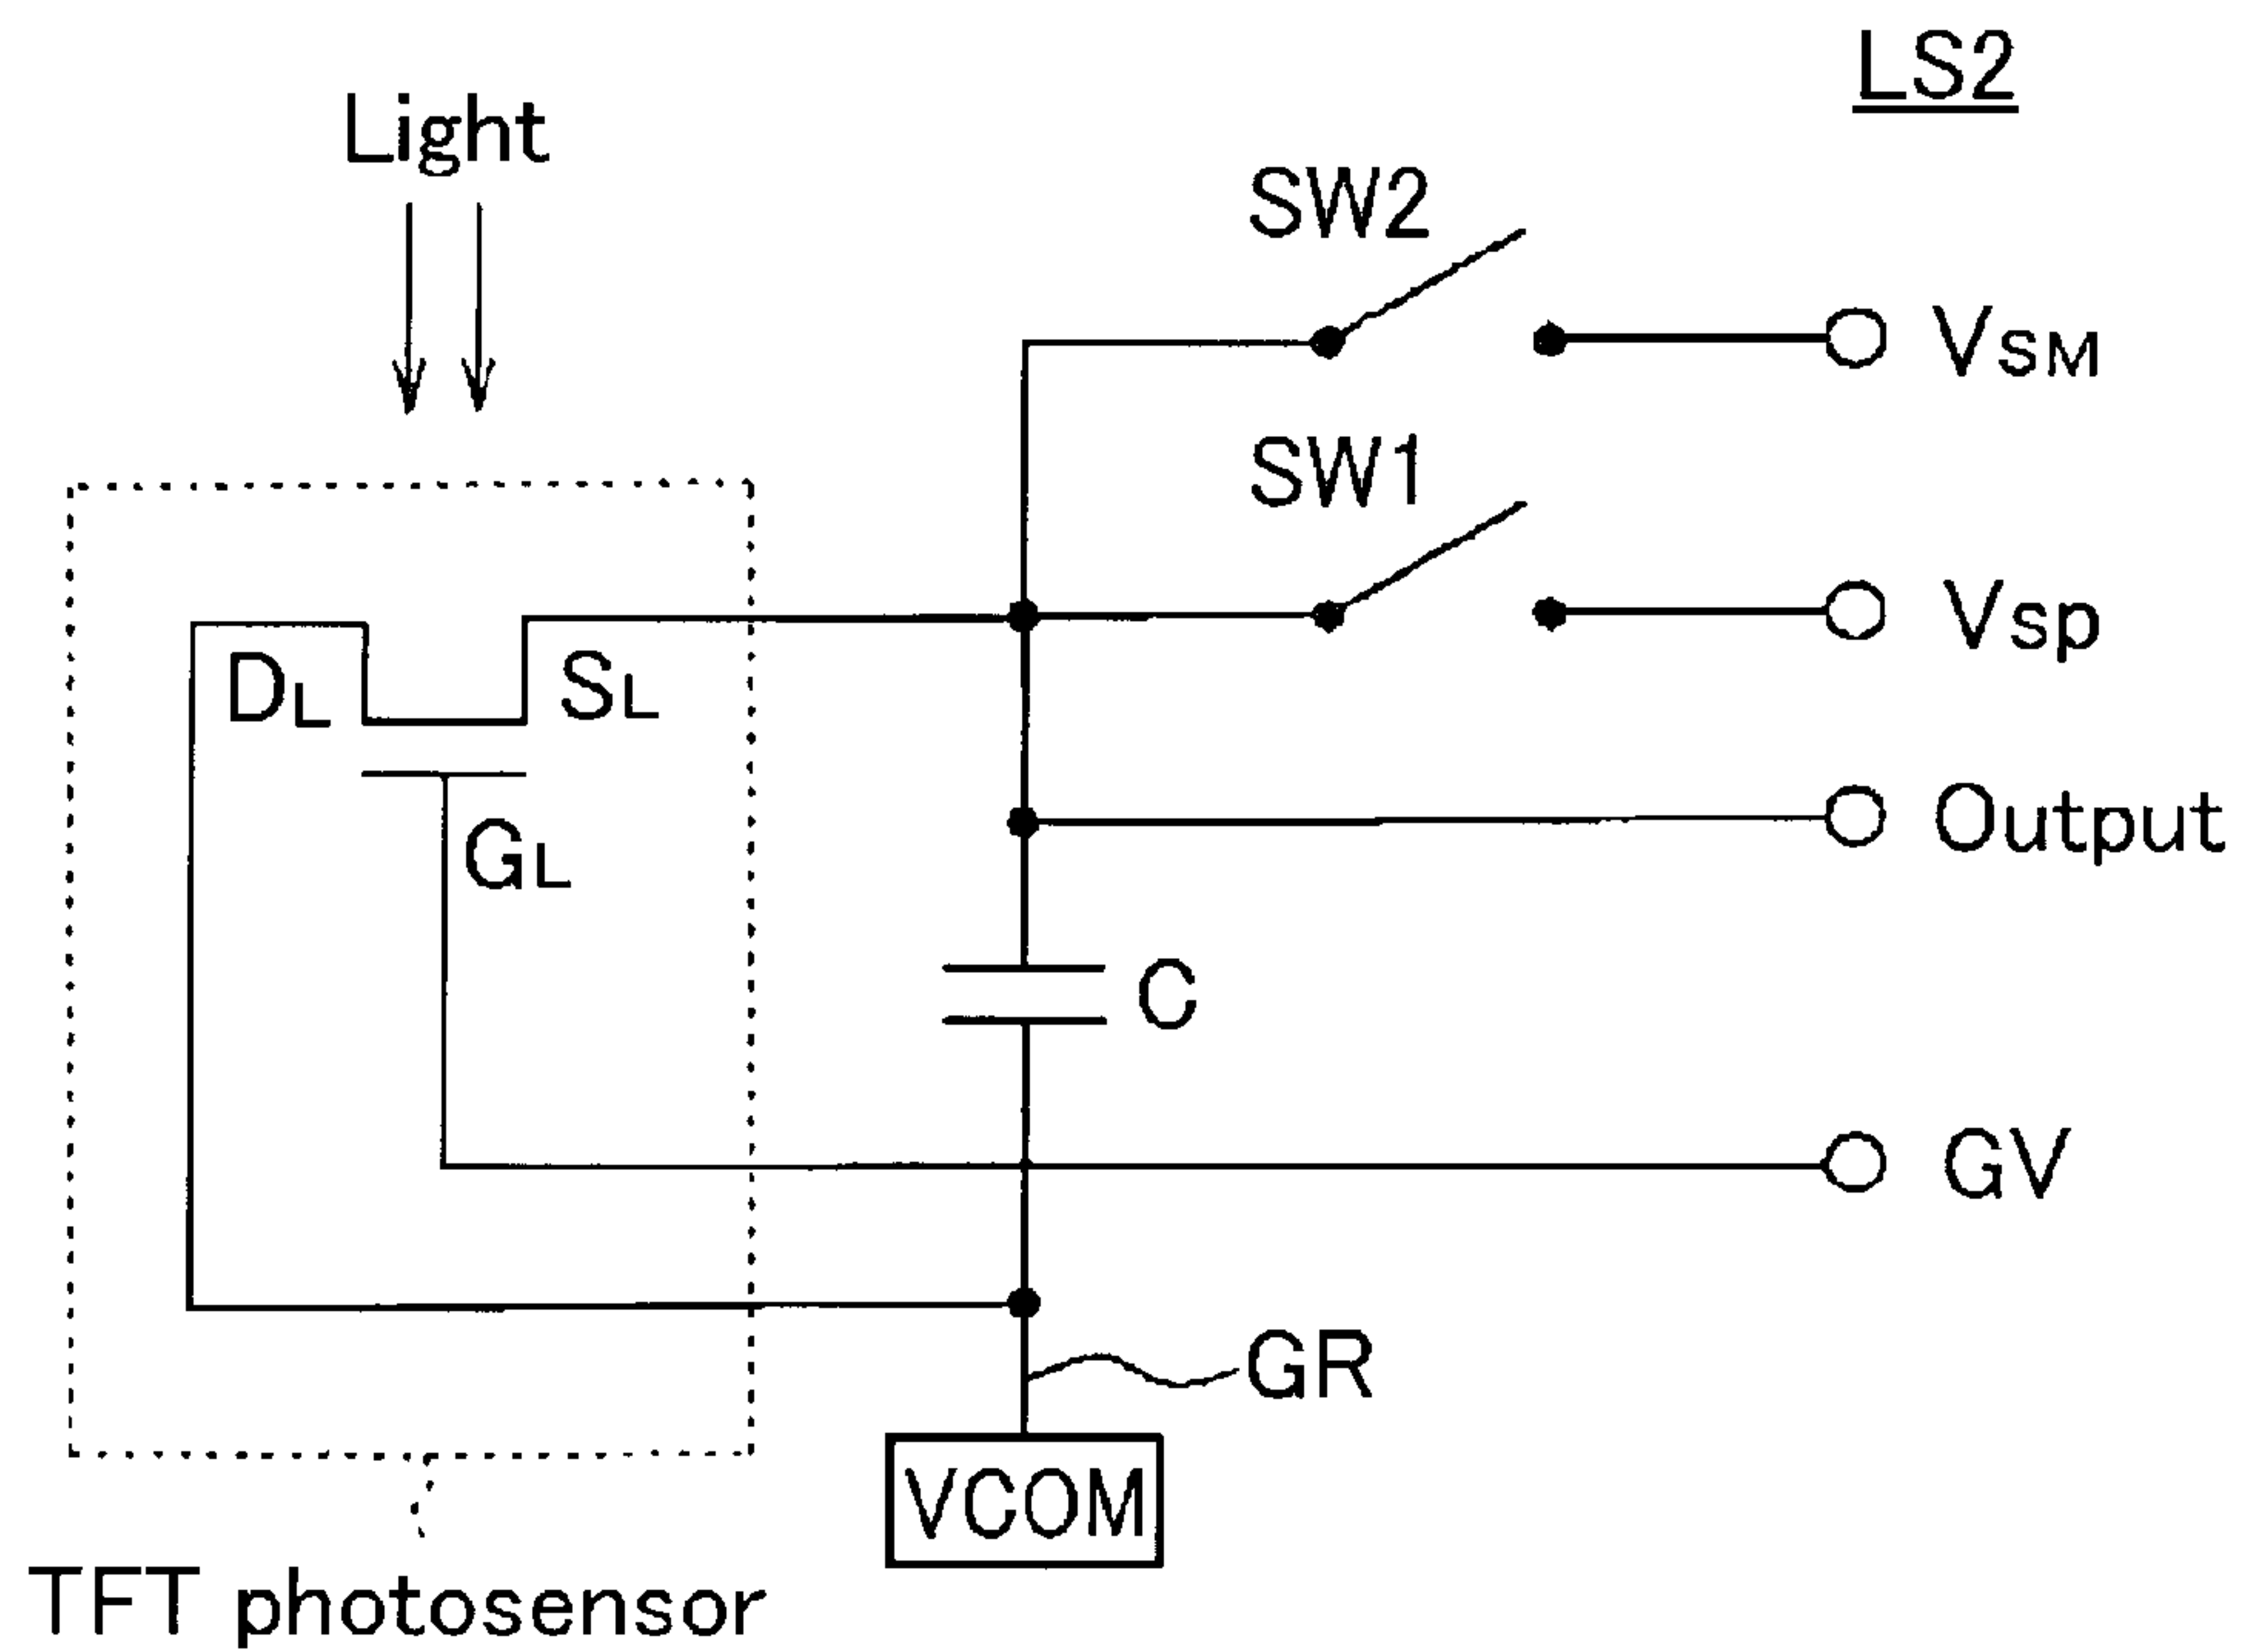 LS2
Light
SW2
VSM
SW1
Vsp
DL
SL
Output
GL
C
GV
GR
VCOM
TFT photosensor